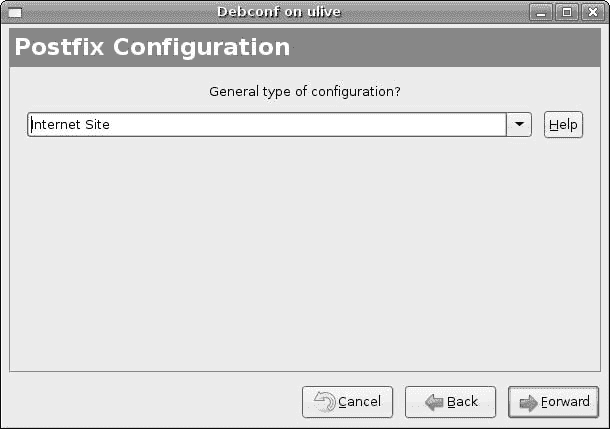 Debconf on ulive
Postfix Configuration
General type of configuration?
Internet Site
Help
Cancel
Back
Forward